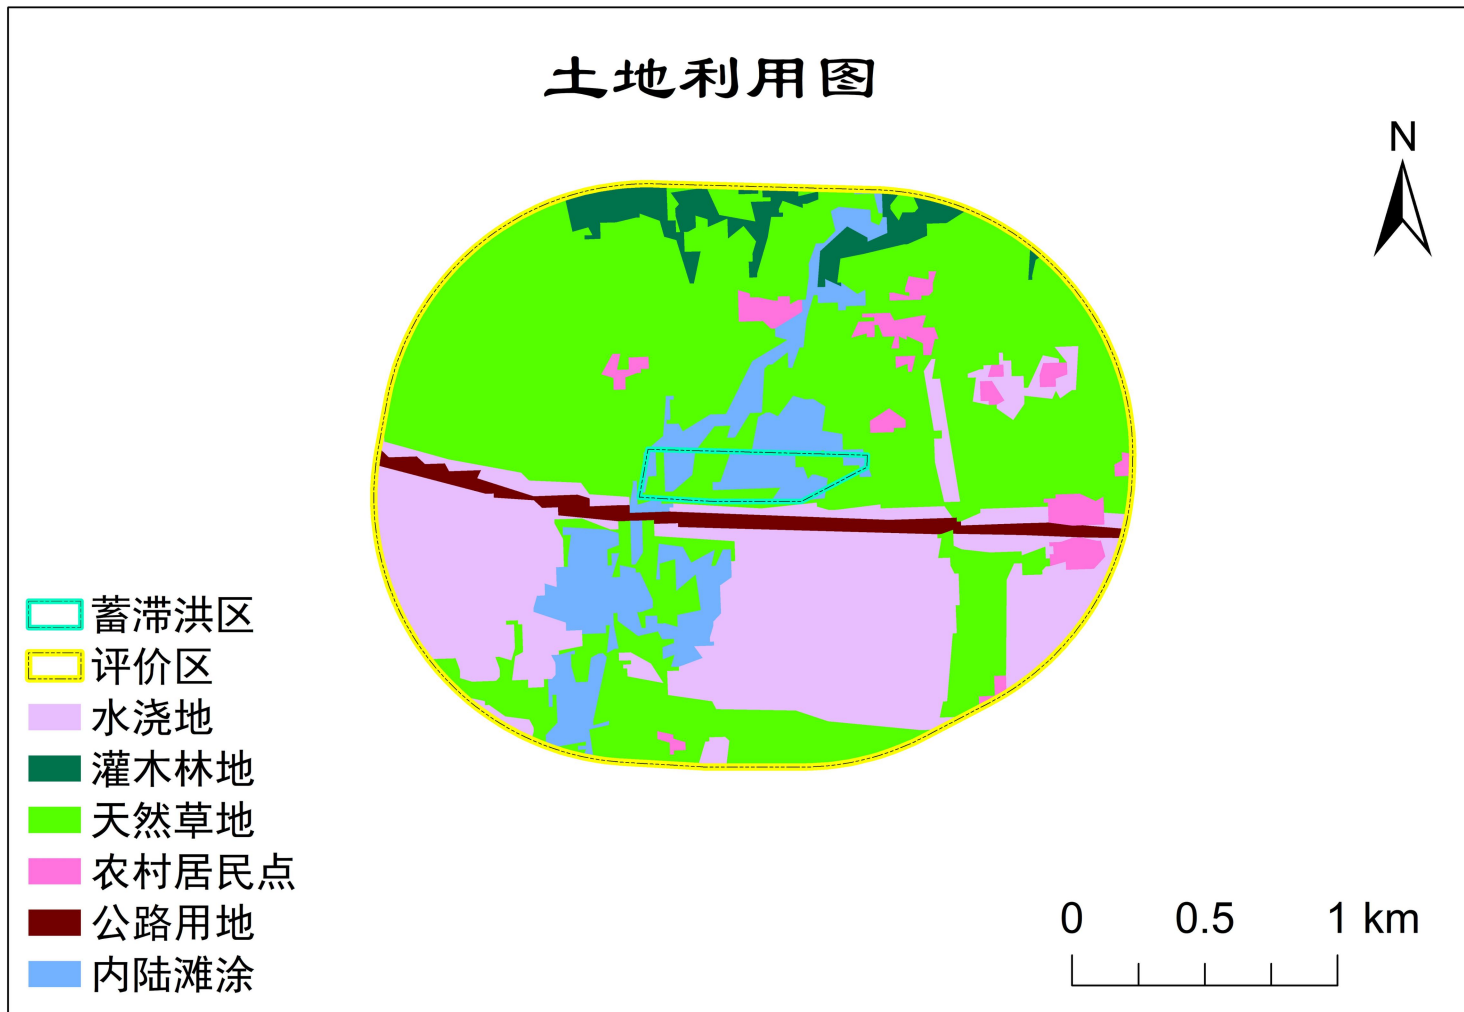 土地利用图
N
蓄滞洪区
评价区
水浇地
灌木林地
天然草地
农村居民点
公路用地
内陆滩涂
0 0.5 1 km